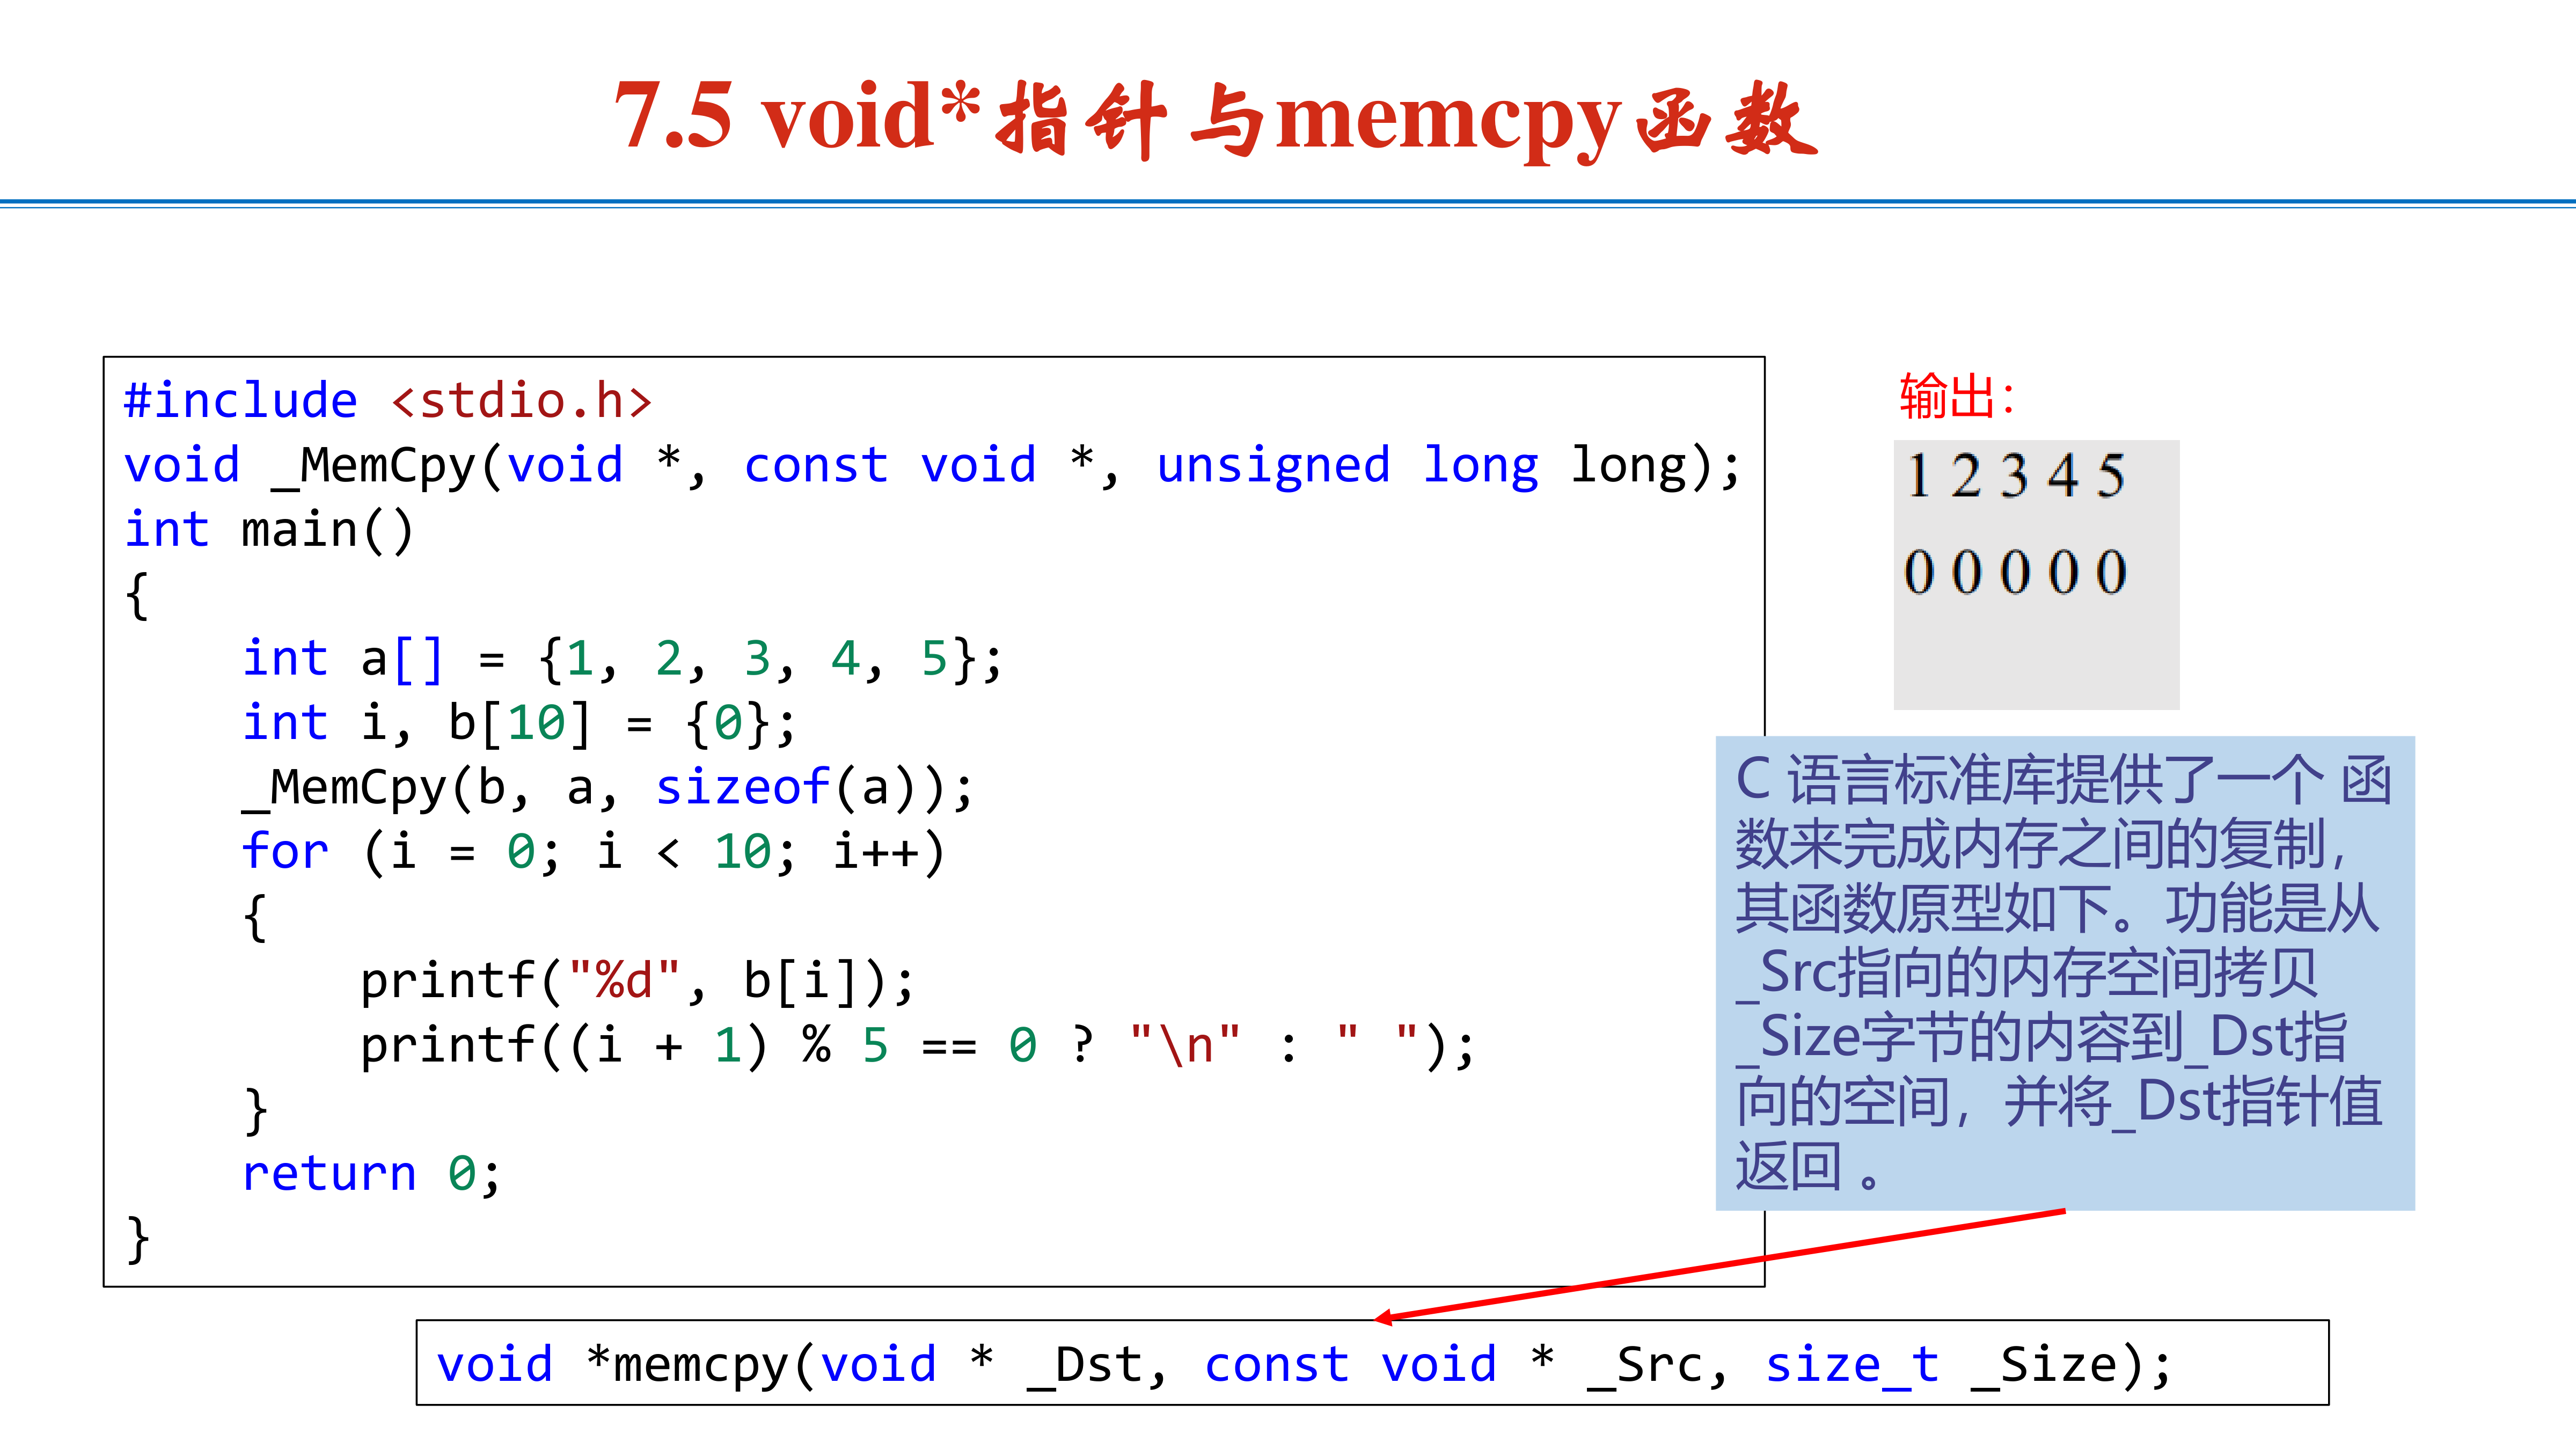 7.5 void*指针与memcpy函数
#include <stdio.h>
void _MemCpy(void *, const void *, unsigned long long);
int main()
{
    int a[] = {1, 2, 3, 4, 5};
    int i, b[10] = {0};
    _MemCpy(b, a, sizeof(a));
    for (i = 0; i < 10; i++)
    {
        printf("%d", b[i]);
        printf((i + 1) % 5 == 0 ? "\n" : " ");
    }
    return 0;
}
输出：
1 2 3 4 5
0 0 0 0 0
C 语言标准库提供了一个 函
数来完成内存之间的复制，
其函数原型如下。功能是从
_Src指向的内存空间拷贝
_Size字节的内容到_Dst指
向的空间，并将_Dst指针值
返回 。
void *memcpy(void * _Dst, const void * _Src, size_t _Size);